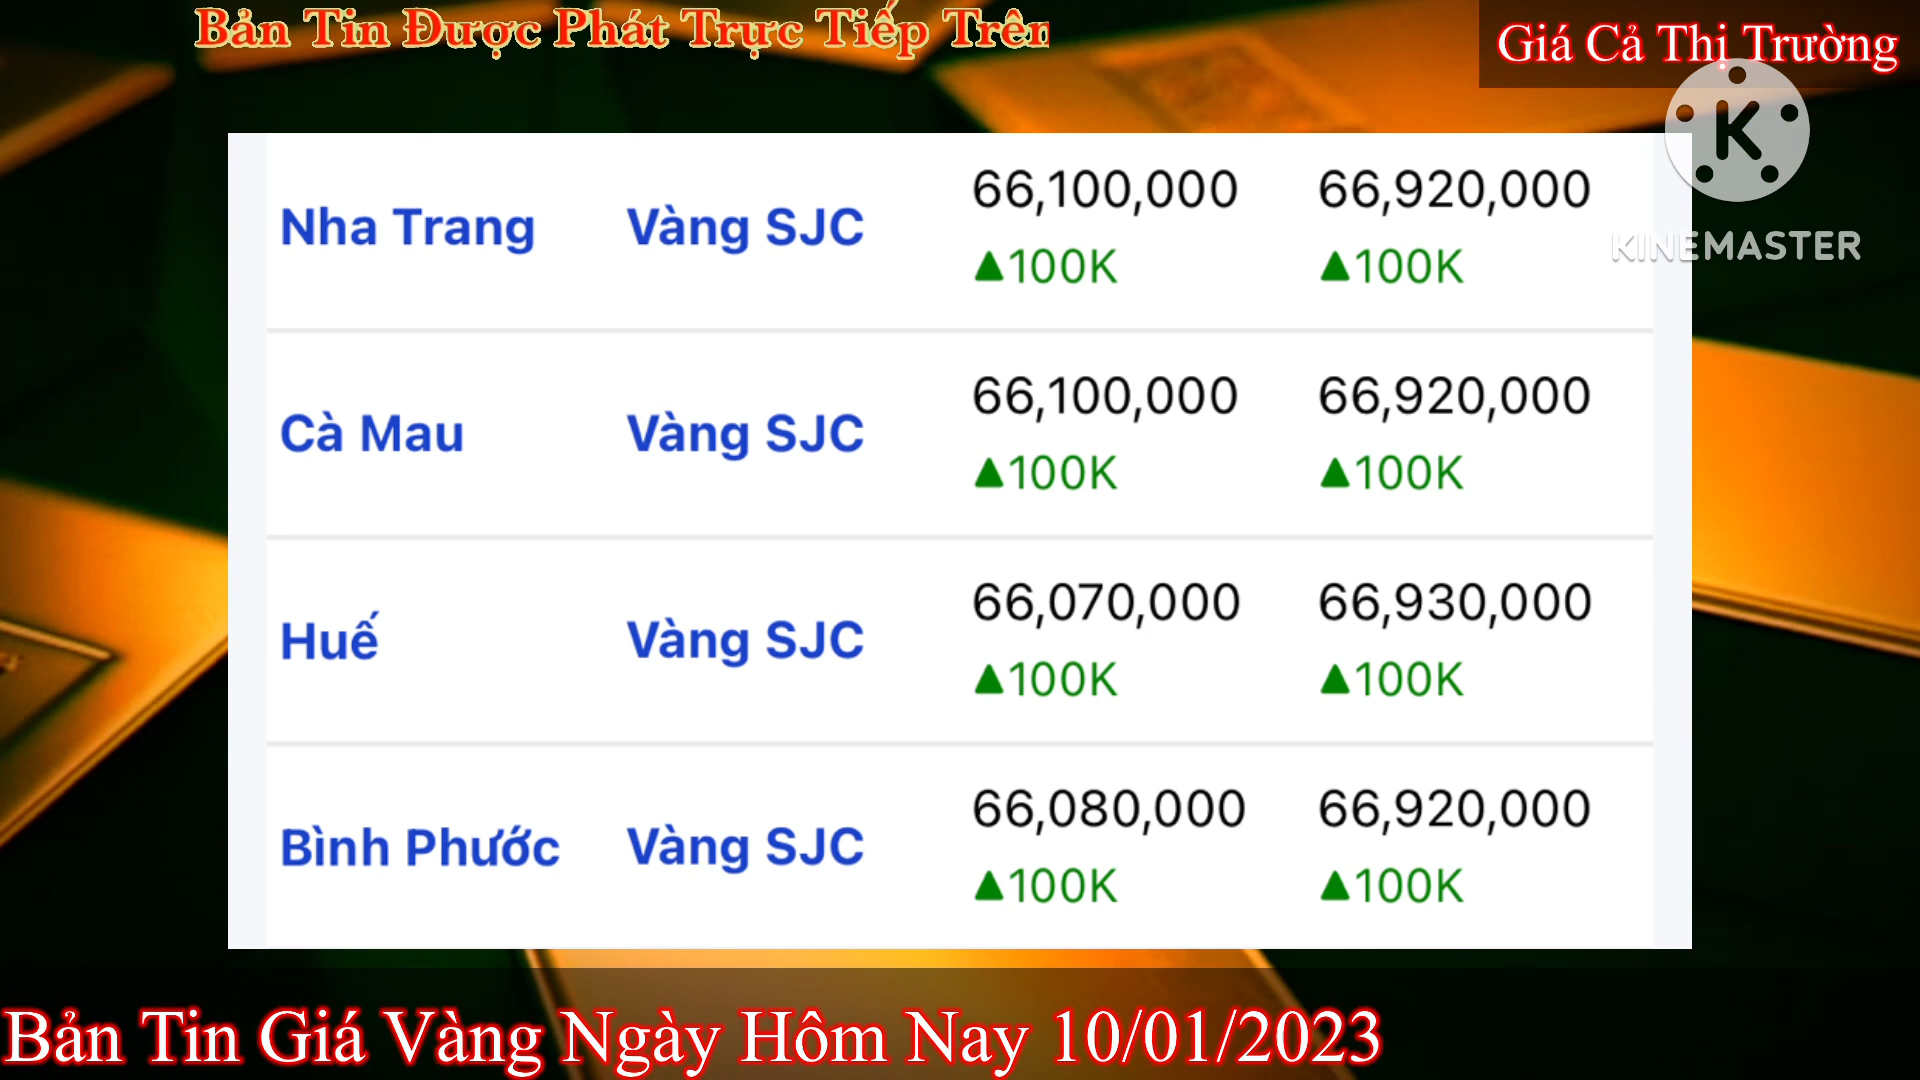 Bản Tin Được Phát Trực Tiếp Trên
Giá Cả Thị Trường
K
KINEMASTER
Nha Trang Vàng SJC 66,100,000 66,920,000
▲100K ▲100K
Cà Mau Vàng SJC 66,100,000 66,920,000
▲100K ▲100K
Huế Vàng SJC 66,070,000 66,930,000
▲100K ▲100K
Bình Phước Vàng SJC 66,080,000 66,920,000
▲100K ▲100K
Bản Tin Giá Vàng Ngày Hôm Nay 10/01/2023